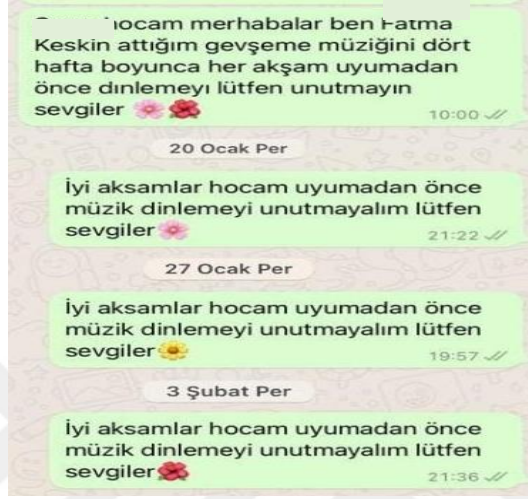 hocam merhabalar ben Fatma
Keskin attığım gevşeme müziğini dört
hafta boyunca her akşam uyumadan
önce dınlemeyı lütfen unutmayın
sevgiler 🌸🌺
10:00
20 Ocak Per
İyi aksamlar hocam uyumadan önce
müzik dinlemeyi unutmayalım lütfen
sevgiler🌸
21:22
27 Ocak Per
İyi aksamlar hocam uyumadan önce
müzik dinlemeyi unutmayalım lütfen
sevgiler🌼
19:57
3 Şubat Per
İyi aksamlar hocam uyumadan önce
müzik dinlemeyi unutmayalım lütfen
sevgiler🌺
21:36